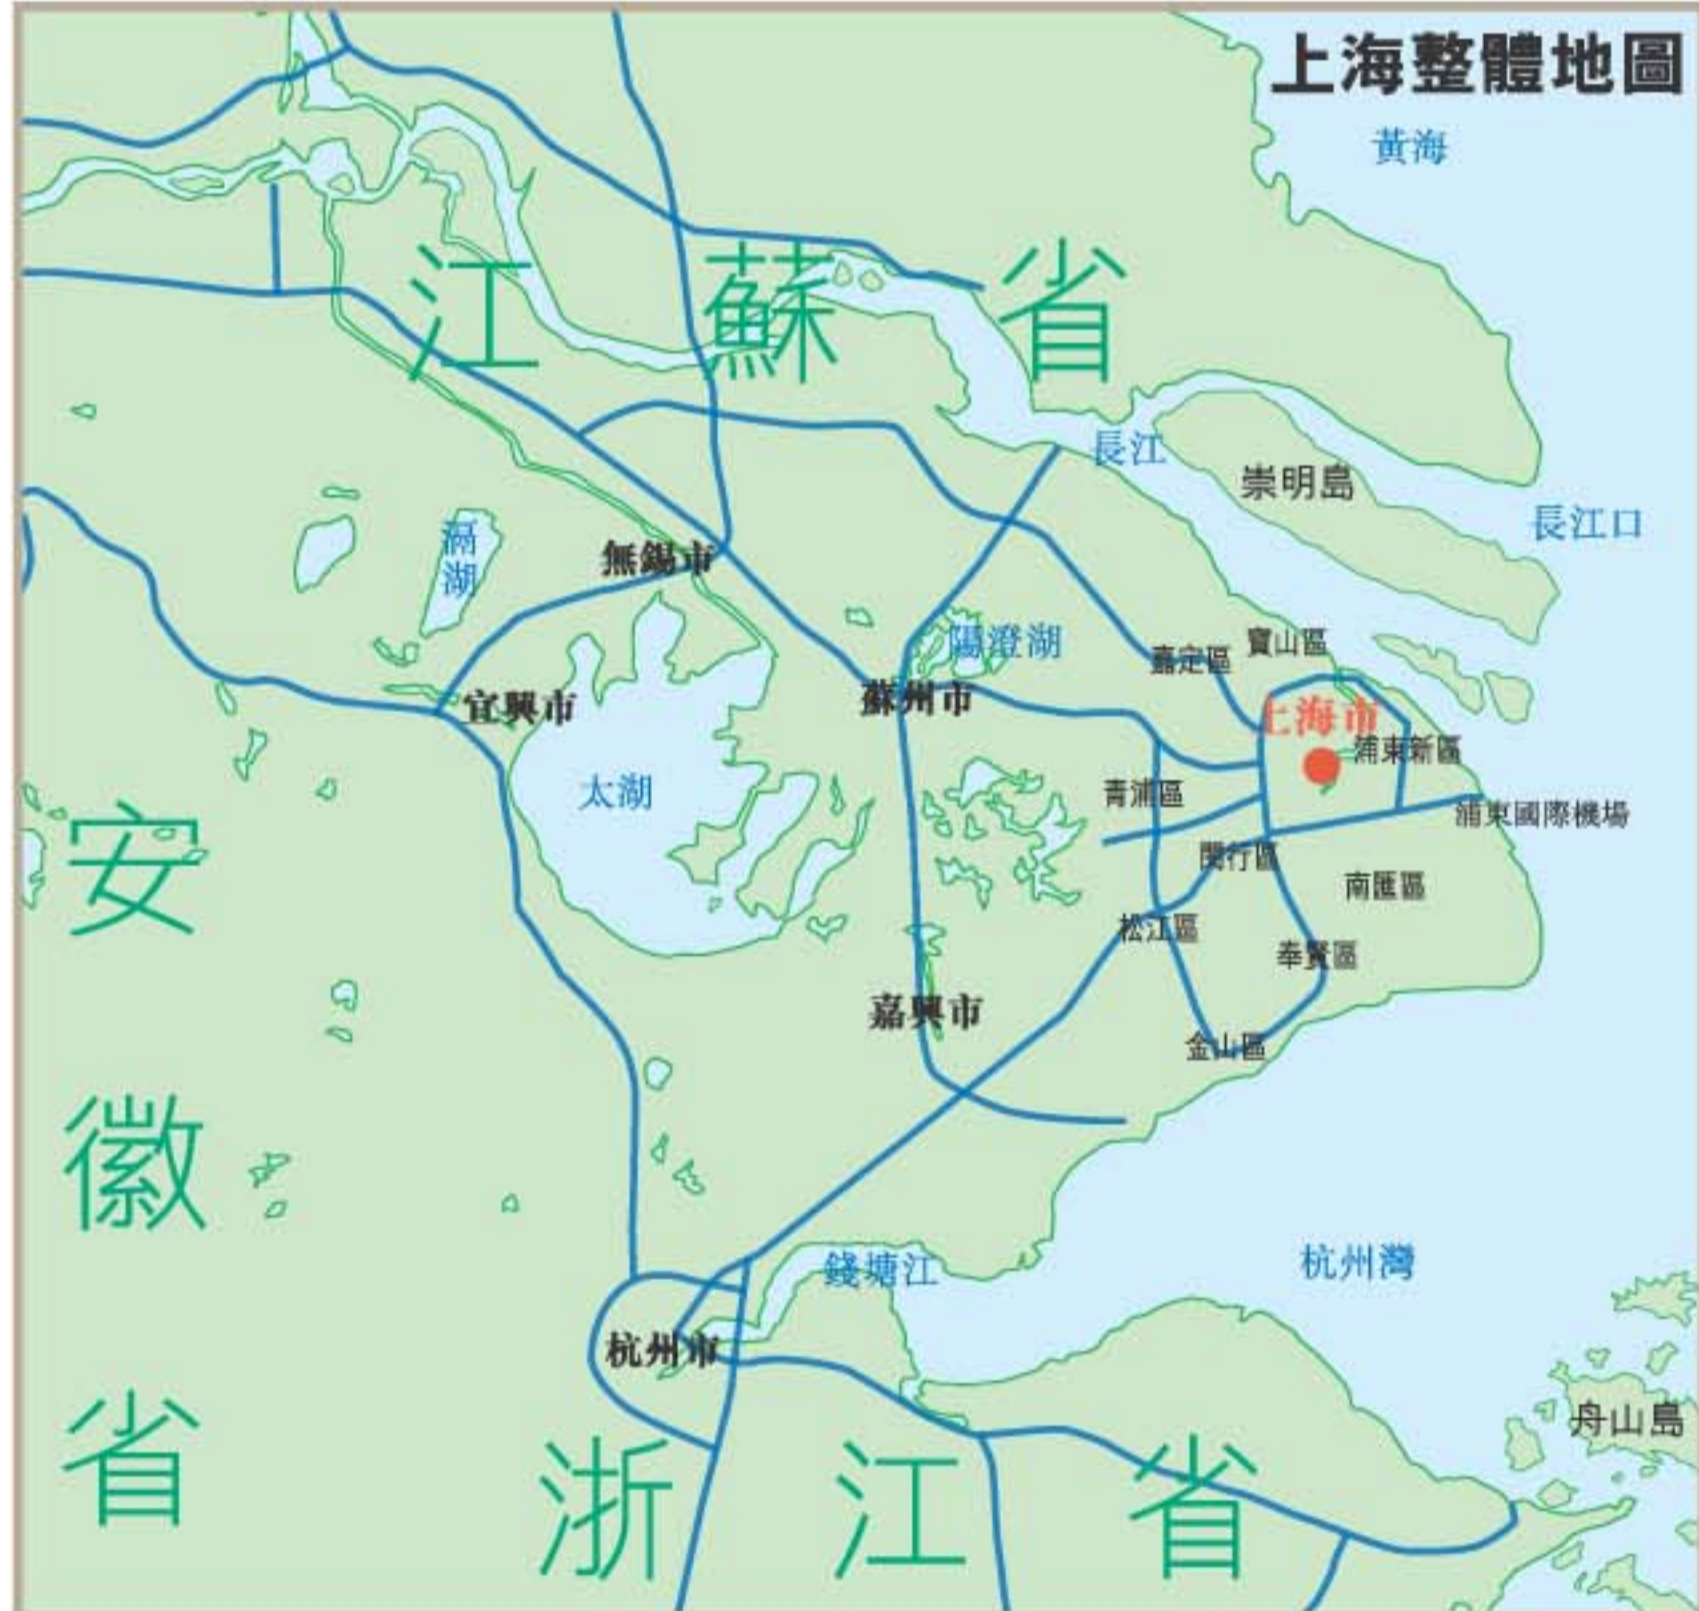 上海整體地圖
黃海
江蘇省
長江
崇明島
長江口
滆湖
無錫市
陽澄湖
嘉定區
寶山區
宜興市
蘇州市
上海市
浦東新區
太湖
青浦區
浦東國際機場
閔行區
南匯區
松江區
奉賢區
嘉興市
金山區
安徽省
錢塘江
杭州灣
杭州市
舟山島
浙江省